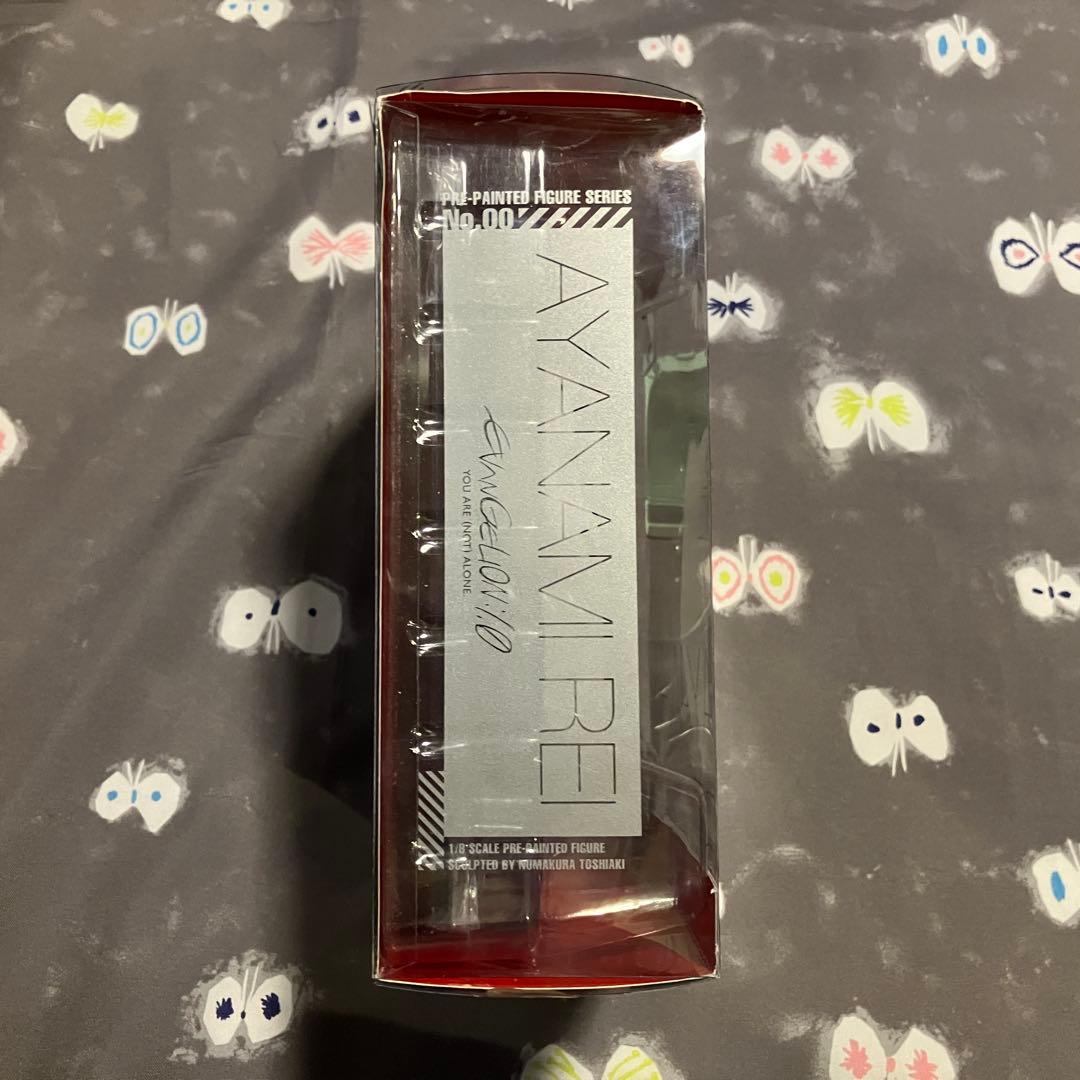 PRE-PAINTED FIGURE SERIES
No.00
AYANAMI REI
EVANGELION:1.0
YOU ARE (NOT) ALONE.
1/8 SCALE PRE-PAINTED FIGURE
SCULPTED BY NUMAKURA TOSHIAKI